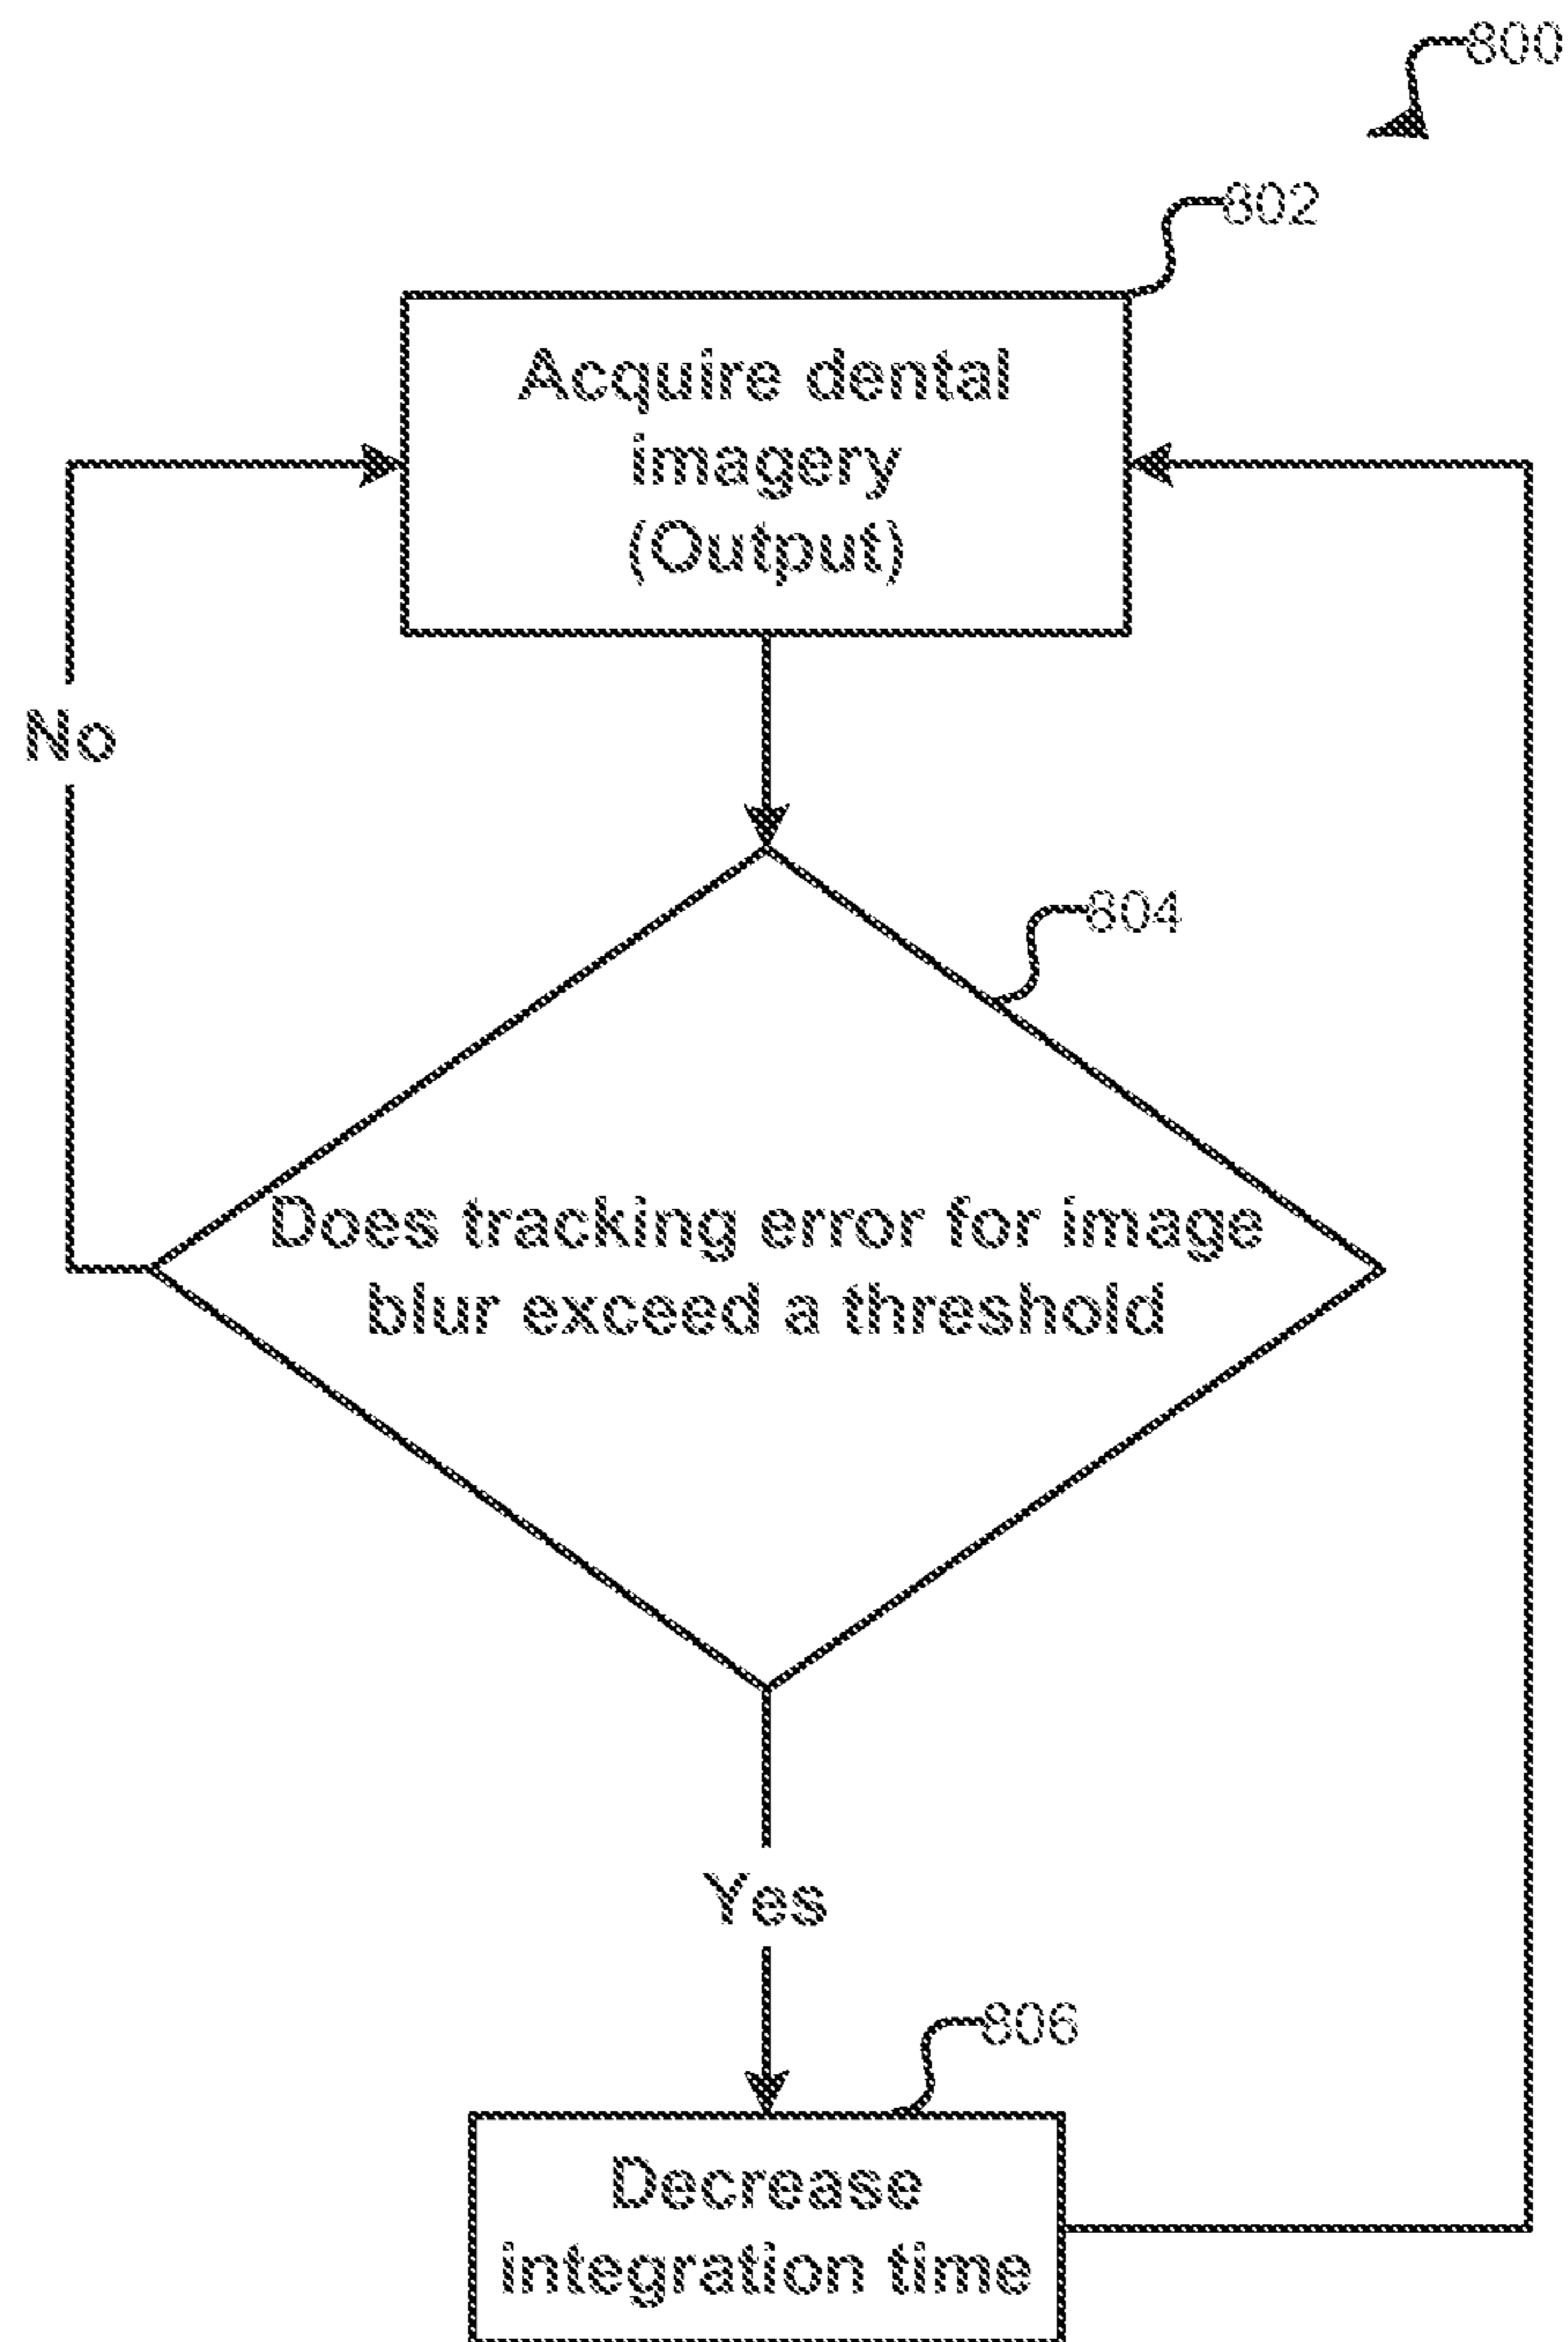 800
802
Acquire dental
imagery
(Output)
No
804
Does tracking error for image
blur exceed a threshold
Yes
806
Decrease
integration time